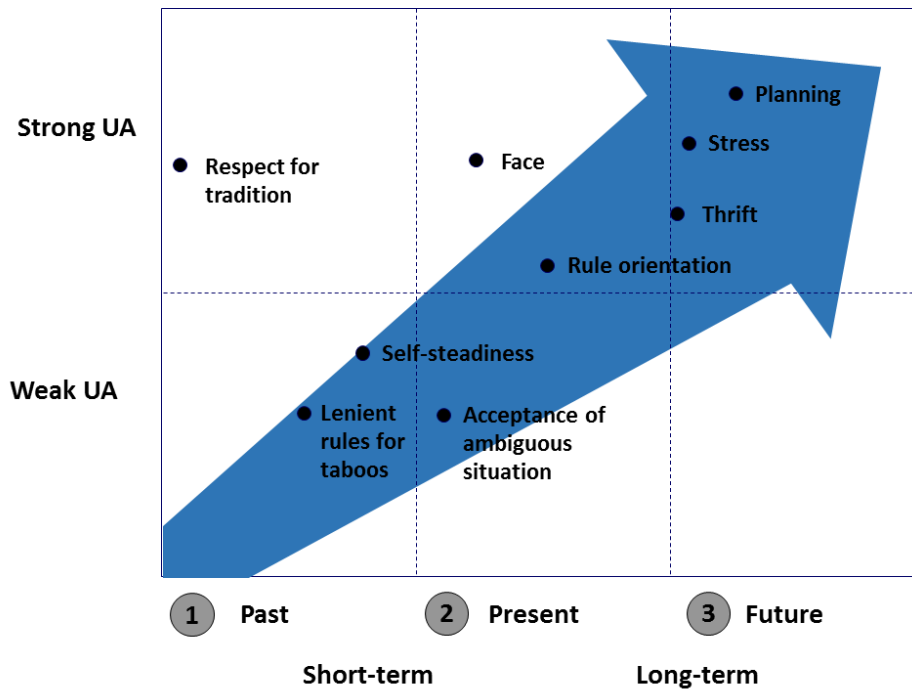 Strong UA
Planning
Stress
Respect for
tradition
Face
Thrift
Rule orientation
Self-steadiness
Weak UA
Lenient
rules for
taboos
Acceptance of
ambiguous
situation
1 Past
2 Present
3 Future
Short-term
Long-term